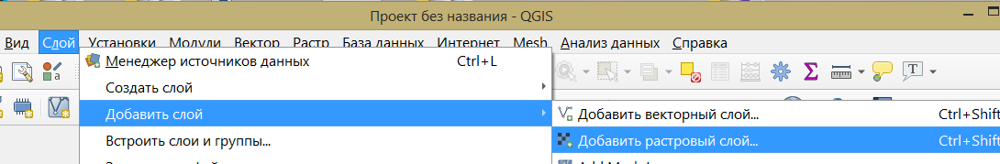 Проект без названия - QGIS
Вид Слой Установки Модули Вектор Растр База данных Интернет Mesh Анализ данных Справка
Менеджер источников данных Ctrl+L
Создать слой
Добавить слой
Добавить векторный слой... Ctrl+Shift
Встроить слои и группы...
Добавить растровый слой... Ctrl+Shift